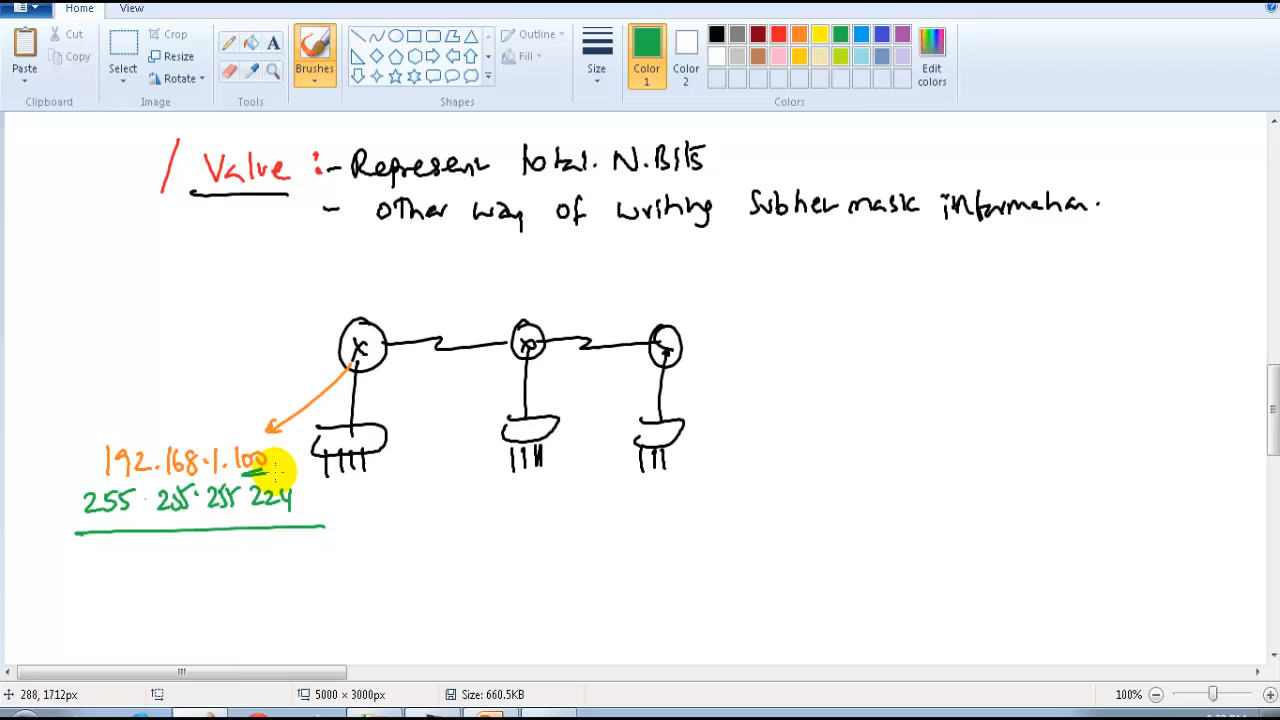 Home View
Paste
Cut
Copy
Clipboard
Select
Crop
Resize
Rotate
Image
A
Tools
Brushes
Outline
Fill
Shapes
Size
Color 1
Color 2
Edit colors
Colors
/ Value :- Represent total. N.Bits
- Other way of writing Subnet mask information.
192.168.1.100
255.255.255 224
288, 1712px
5000 × 3000px
Size: 660.5KB
100%